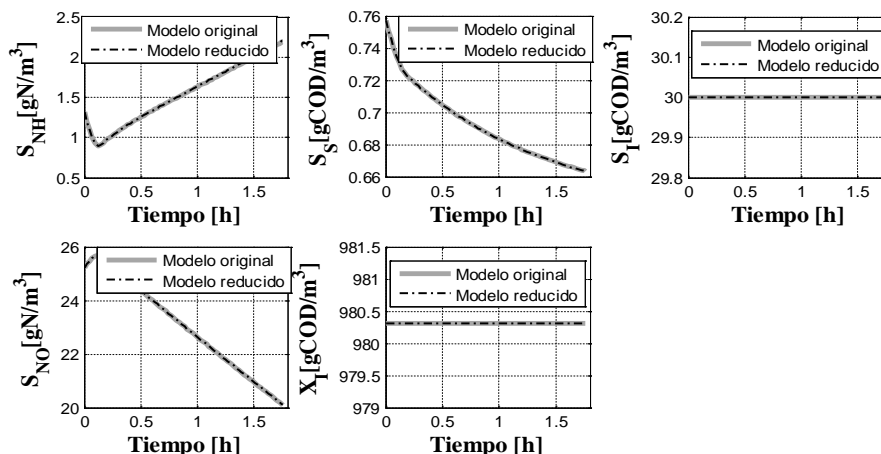 S_NH[gN/m^3]
2.5
2
1.5
1
0.5
0
0.5
1
1.5
Tiempo [h]
Modelo original
Modelo reducido
S_S[gCOD/m^3]
0.76
0.74
0.72
0.7
0.68
0.66
0
0.5
1
1.5
Tiempo [h]
Modelo original
Modelo reducido
S_I[gCOD/m^3]
30.2
30.1
30
29.9
29.8
0
0.5
1
1.5
Tiempo [h]
Modelo original
Modelo reducido
S_NO[gN/m^3]
26
24
22
20
0
0.5
1
1.5
Tiempo [h]
Modelo original
Modelo reducido
X_I[gCOD/m^3]
981.5
981
980.5
980
979.5
979
0
0.5
1
1.5
Tiempo [h]
Modelo original
Modelo reducido